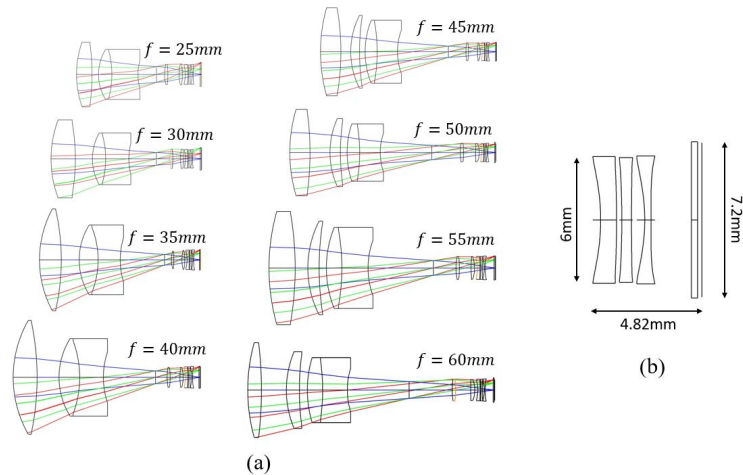 f = 25mm
f = 30mm
f = 35mm
f = 40mm
f = 45mm
f = 50mm
f = 55mm
f = 60mm
(a)
6mm
7.2mm
4.82mm
(b)